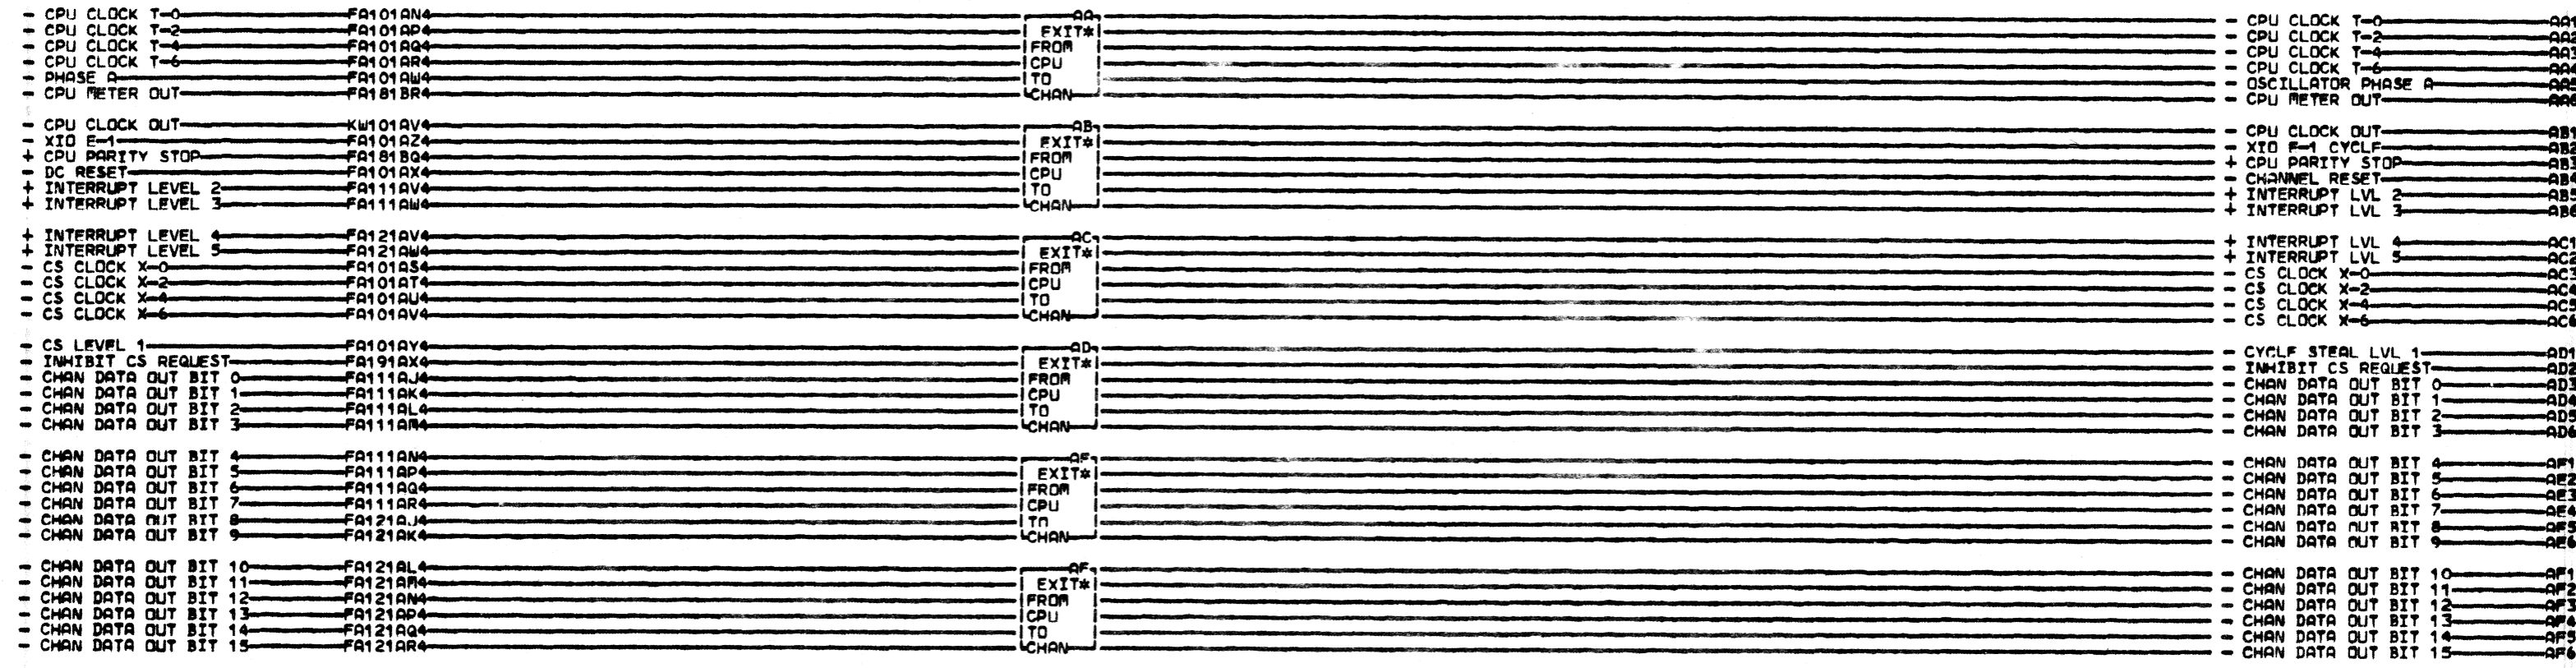 - CPU CLOCK T-0 FA101AN4 AA - CPU CLOCK T-0 AA1
- CPU CLOCK T-2 FA101AP4 EXIT* - CPU CLOCK T-2 AA2
- CPU CLOCK T-4 FA101AQ4 FROM - CPU CLOCK T-4 AA3
- CPU CLOCK T-6 FA101AR4 CPU - CPU CLOCK T-6 AA4
- PHASE A FA101AW4 TO - OSCILLATOR PHASE A AA5
- CPU METER OUT FA181BR4 CHAN - CPU METER OUT AA6
- CPU CLOCK OUT KW101AV4 AB - CPU CLOCK OUT AB1
- XIO E-1 FA101AZ4 EXIT* - XIO E-1 CYCLE AB2
+ CPU PARITY STOP FA181BQ4 FROM + CPU PARITY STOP AB3
- DC RESET FA101AX4 CPU - CHANNEL RESET AB4
+ INTERRUPT LEVEL 2 FA111AV4 TO + INTERRUPT LVL 2 AB5
+ INTERRUPT LEVEL 3 FA111AW4 CHAN + INTERRUPT LVL 3 AB6
+ INTERRUPT LEVEL 4 FA121AV4 AC + INTERRUPT LVL 4 AC1
+ INTERRUPT LEVEL 5 FA121AW4 EXIT* + INTERRUPT LVL 5 AC2
- CS CLOCK X-0 FA101AS4 FROM - CS CLOCK X-0 AC3
- CS CLOCK X-2 FA101AT4 CPU - CS CLOCK X-2 AC4
- CS CLOCK X-4 FA101AU4 TO - CS CLOCK X-4 AC5
- CS CLOCK X-6 FA101AV4 CHAN - CS CLOCK X-6 AC6
- CS LEVEL 1 FA101AY4 AD - CYCLE STEAL LVL 1 AD1
- INHIBIT CS REQUEST FA191AX4 EXIT* - INHIBIT CS REQUEST AD2
- CHAN DATA OUT BIT 0 FA111AJ4 FROM - CHAN DATA OUT BIT 0 AD3
- CHAN DATA OUT BIT 1 FA111AK4 CPU - CHAN DATA OUT BIT 1 AD4
- CHAN DATA OUT BIT 2 FA111AL4 TO - CHAN DATA OUT BIT 2 AD5
- CHAN DATA OUT BIT 3 FA111AM4 CHAN - CHAN DATA OUT BIT 3 AD6
- CHAN DATA OUT BIT 4 FA111AN4 AE - CHAN DATA OUT BIT 4 AE1
- CHAN DATA OUT BIT 5 FA111AP4 EXIT* - CHAN DATA OUT BIT 5 AE2
- CHAN DATA OUT BIT 6 FA111AQ4 FROM - CHAN DATA OUT BIT 6 AE3
- CHAN DATA OUT BIT 7 FA111AR4 CPU - CHAN DATA OUT BIT 7 AE4
- CHAN DATA OUT BIT 8 FA121AJ4 TO - CHAN DATA OUT BIT 8 AE5
- CHAN DATA OUT BIT 9 FA121AK4 CHAN - CHAN DATA OUT BIT 9 AE6
- CHAN DATA OUT BIT 10 FA121AL4 AF - CHAN DATA OUT BIT 10 AF1
- CHAN DATA OUT BIT 11 FA121AM4 EXIT* - CHAN DATA OUT BIT 11 AF2
- CHAN DATA OUT BIT 12 FA121AN4 FROM - CHAN DATA OUT BIT 12 AF3
- CHAN DATA OUT BIT 13 FA121AP4 CPU - CHAN DATA OUT BIT 13 AF4
- CHAN DATA OUT BIT 14 FA121AQ4 TO - CHAN DATA OUT BIT 14 AF5
- CHAN DATA OUT BIT 15 FA121AR4 CHAN - CHAN DATA OUT BIT 15 AF6